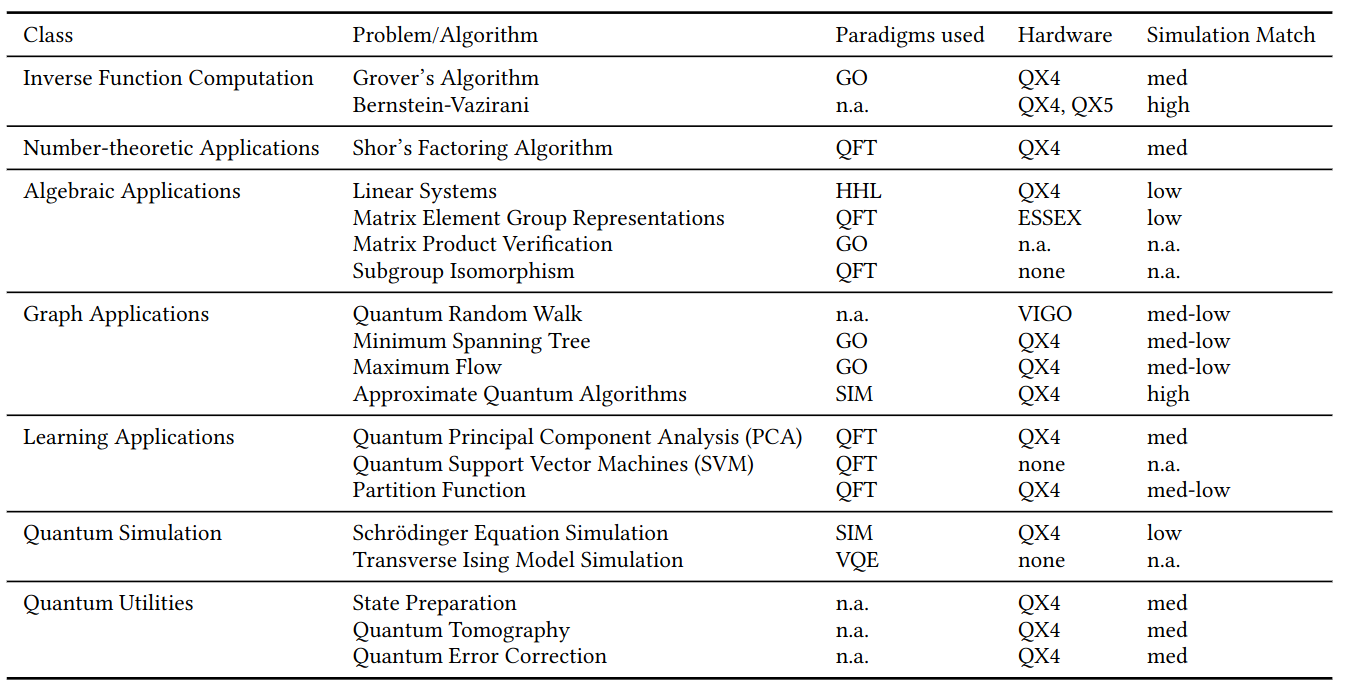 Class Problem/Algorithm Paradigms used Hardware Simulation Match
Inverse Function Computation Grover's Algorithm GO QX4 med
Bernstein-Vazirani n.a. QX4, QX5 high
Number-theoretic Applications Shor's Factoring Algorithm QFT QX4 med
Algebraic Applications Linear Systems HHL QX4 low
Matrix Element Group Representations QFT ESSEX low
Matrix Product Verification GO n.a. n.a.
Subgroup Isomorphism QFT none n.a.
Graph Applications Quantum Random Walk n.a. VIGO med-low
Minimum Spanning Tree GO QX4 med-low
Maximum Flow GO QX4 med-low
Approximate Quantum Algorithms SIM QX4 high
Learning Applications Quantum Principal Component Analysis (PCA) QFT QX4 med
Quantum Support Vector Machines (SVM) QFT none n.a.
Partition Function QFT QX4 med-low
Quantum Simulation Schrödinger Equation Simulation SIM QX4 low
Transverse Ising Model Simulation VQE none n.a.
Quantum Utilities State Preparation n.a. QX4 med
Quantum Tomography n.a. QX4 med
Quantum Error Correction n.a. QX4 med